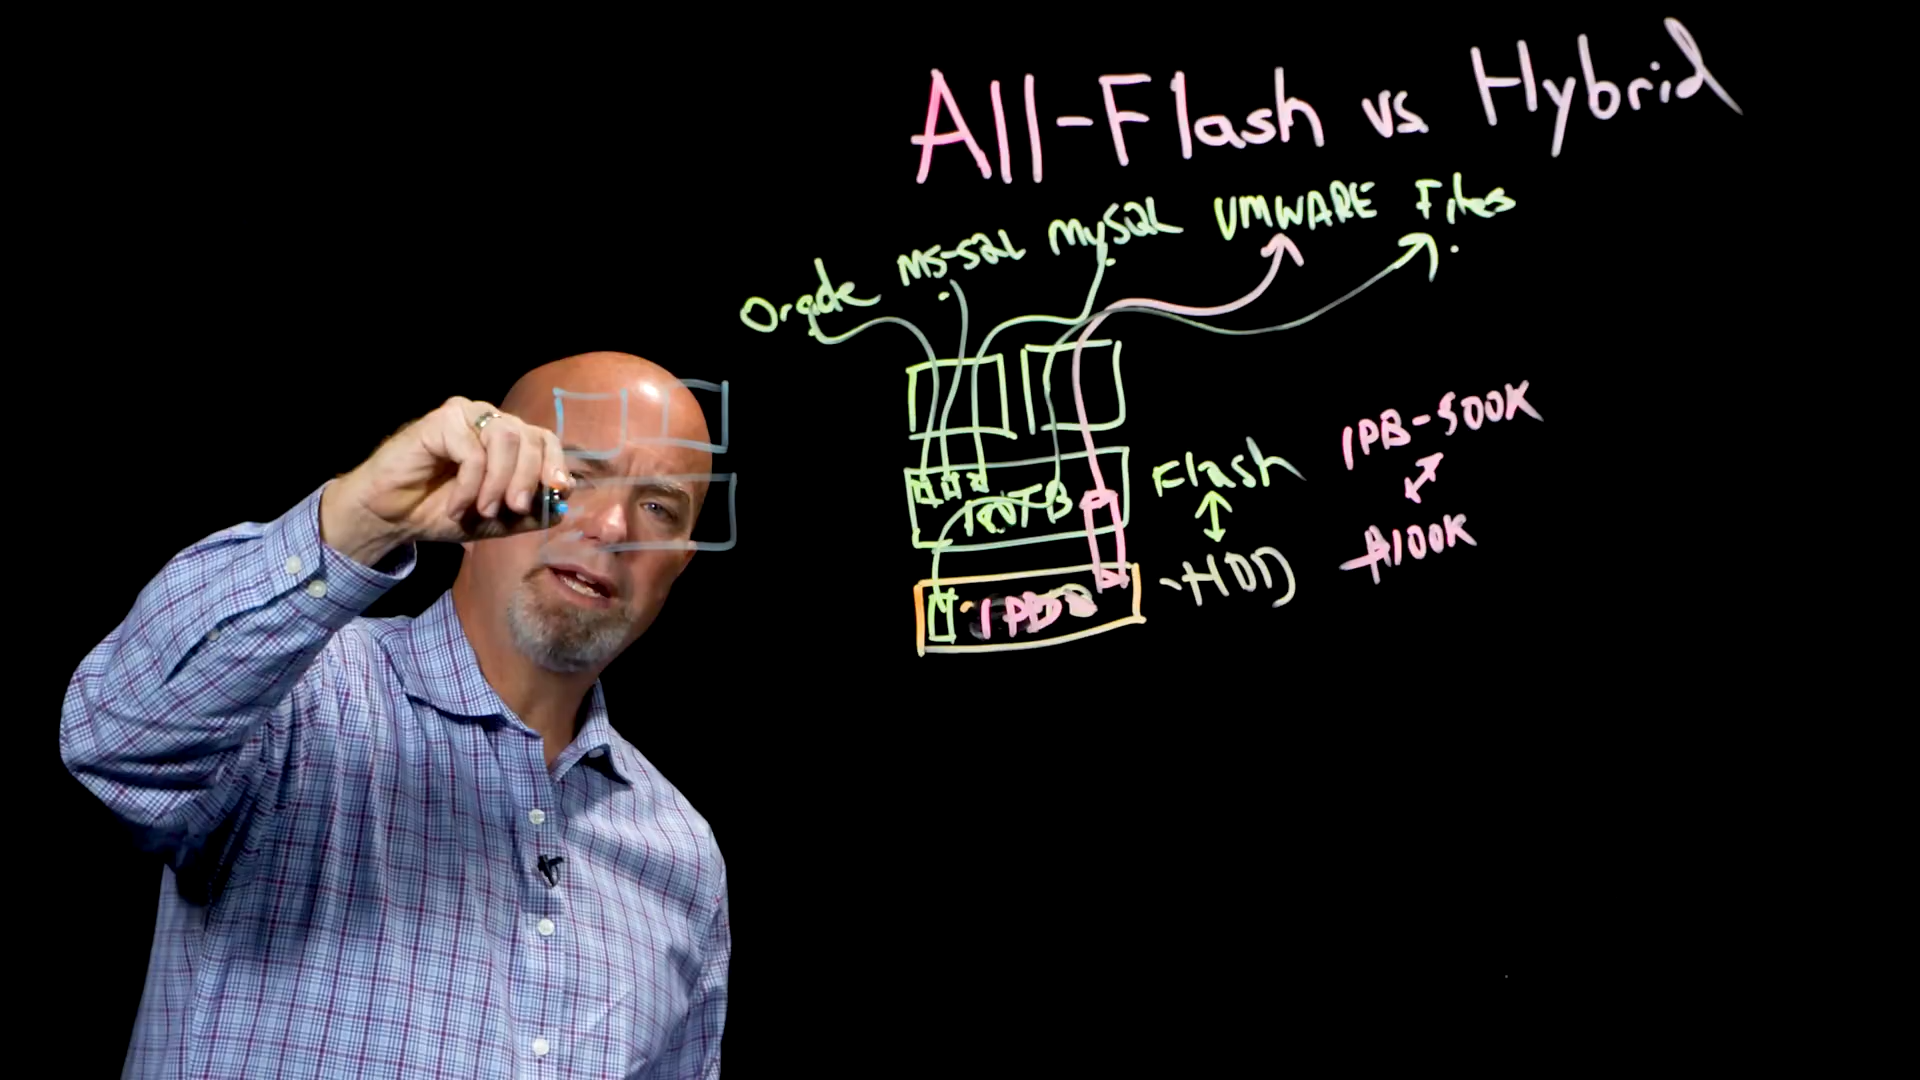 All-Flash vs Hybrid
Oracle MS-SQL MySQL VMWARE Files
1PB-500K
Flash
HDD
$100K